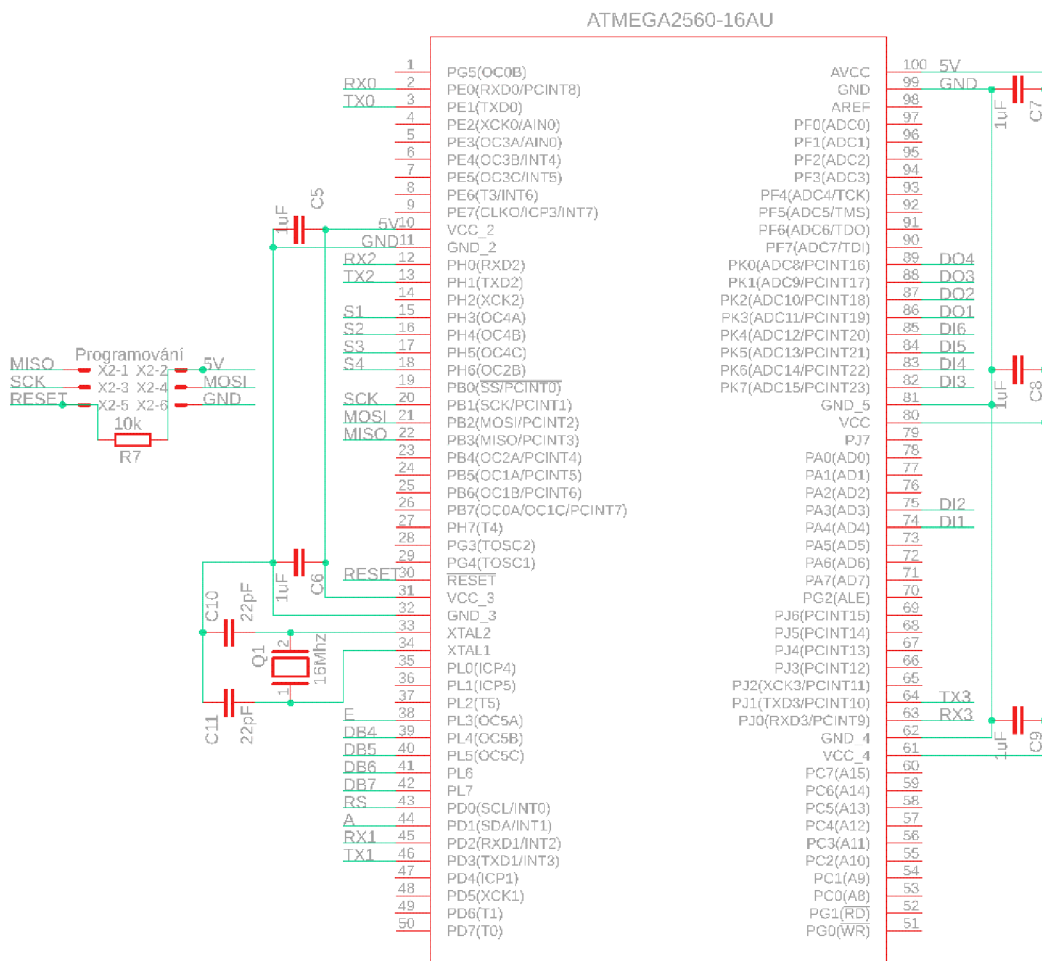 ATMEGA2560-16AU
1 PG5(OC0B)
RX0 2 PE0(RXD0/PCINT8)
TX0 3 PE1(TXD0)
4 PE2(XCK0/AIN0)
5 PE3(OC3A/AIN0)
6 PE4(OC3B/INT4)
7 PE5(OC3C/INT5)
8 PE6(T3/INT6)
9 PE7(CLKO/ICP3/INT7)
5V 10 VCC_2
GND 11 GND_2
RX2 12 PH0(RXD2)
TX2 13 PH1(TXD2)
14 PH2(XCK2)
S1 15 PH3(OC4A)
S2 16 PH4(OC4B)
S3 17 PH5(OC4C)
S4 18 PH6(OC2B)
19 PB0(SS/PCINT0)
SCK 20 PB1(SCK/PCINT1)
MOSI 21 PB2(MOSI/PCINT2)
MISO 22 PB3(MISO/PCINT3)
23 PB4(OC2A/PCINT4)
24 PB5(OC1A/PCINT5)
25 PB6(OC1B/PCINT6)
26 PB7(OC0A/OC1C/PCINT7)
27 PH7(T4)
28 PG3(TOSC2)
29 PG4(TOSC1)
RESET 30 RESET
31 VCC_3
32 GND_3
33 XTAL2
34 XTAL1
35 PL0(ICP4)
36 PL1(ICP5)
37 PL2(T5)
E 38 PL3(OC5A)
DB4 39 PL4(OC5B)
DB5 40 PL5(OC5C)
DB6 41 PL6
DB7 42 PL7
RS 43 PD0(SCL/INT0)
A 44 PD1(SDA/INT1)
RX1 45 PD2(RXD1/INT2)
TX1 46 PD3(TXD1/INT3)
47 PD4(ICP1)
48 PD5(XCK1)
49 PD6(T1)
50 PD7(T0)
AVCC 100 5V
GND 99 GND
AREF 98
PF0(ADC0) 97
PF1(ADC1) 96
PF2(ADC2) 95
PF3(ADC3) 94
PF4(ADC4/TCK) 93
PF5(ADC5/TMS) 92
PF6(ADC6/TDO) 91
PF7(ADC7/TDI) 90
PK0(ADC8/PCINT16) 89 DO4
PK1(ADC9/PCINT17) 88 DO3
PK2(ADC10/PCINT18) 87 DO2
PK3(ADC11/PCINT19) 86 DO1
PK4(ADC12/PCINT20) 85 DI6
PK5(ADC13/PCINT21) 84 DI5
PK6(ADC14/PCINT22) 83 DI4
PK7(ADC15/PCINT23) 82 DI3
GND_5 81
VCC 80
PJ7 79
PA0(AD0) 78
PA1(AD1) 77
PA2(AD2) 76
PA3(AD3) 75 DI2
PA4(AD4) 74 DI1
PA5(AD5) 73
PA6(AD6) 72
PA7(AD7) 71
PG2(ALE) 70
PJ6(PCINT15) 69
PJ5(PCINT14) 68
PJ4(PCINT13) 67
PJ3(PCINT12) 66
PJ2(XCK3/PCINT11) 65
PJ1(TXD3/PCINT10) 64 TX3
PJ0(RXD3/PCINT9) 63 RX3
GND_4 62
VCC_4 61
PC7(A15) 60
PC6(A14) 59
PC5(A13) 58
PC4(A12) 57
PC3(A11) 56
PC2(A10) 55
PC1(A9) 54
PC0(A8) 53
PG1(RD) 52
PG0(WR) 51
1uF C5
1uF C6
C10 22pF
C11 22pF
Q1 2 1 16Mhz
1uF C7
1uF C8
1uF C9
Programování
MISO X2-1 X2-2 5V
SCK X2-3 X2-4 MOSI
RESET X2-5 X2-6 GND
10k
R7